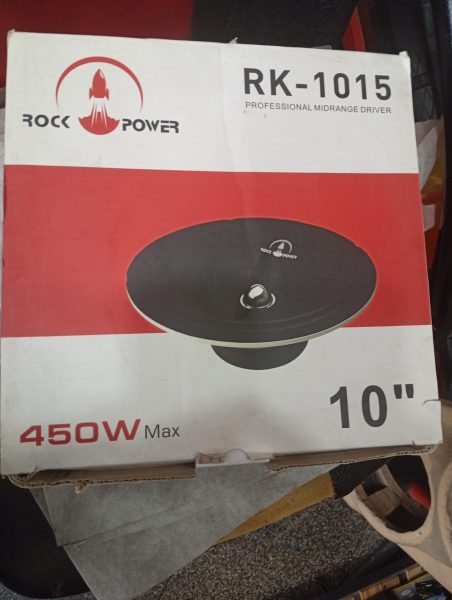 ROCK POWER
RK-1015
PROFESSIONAL MIDRANGE DRIVER
ROCK POWER
450W Max
10"